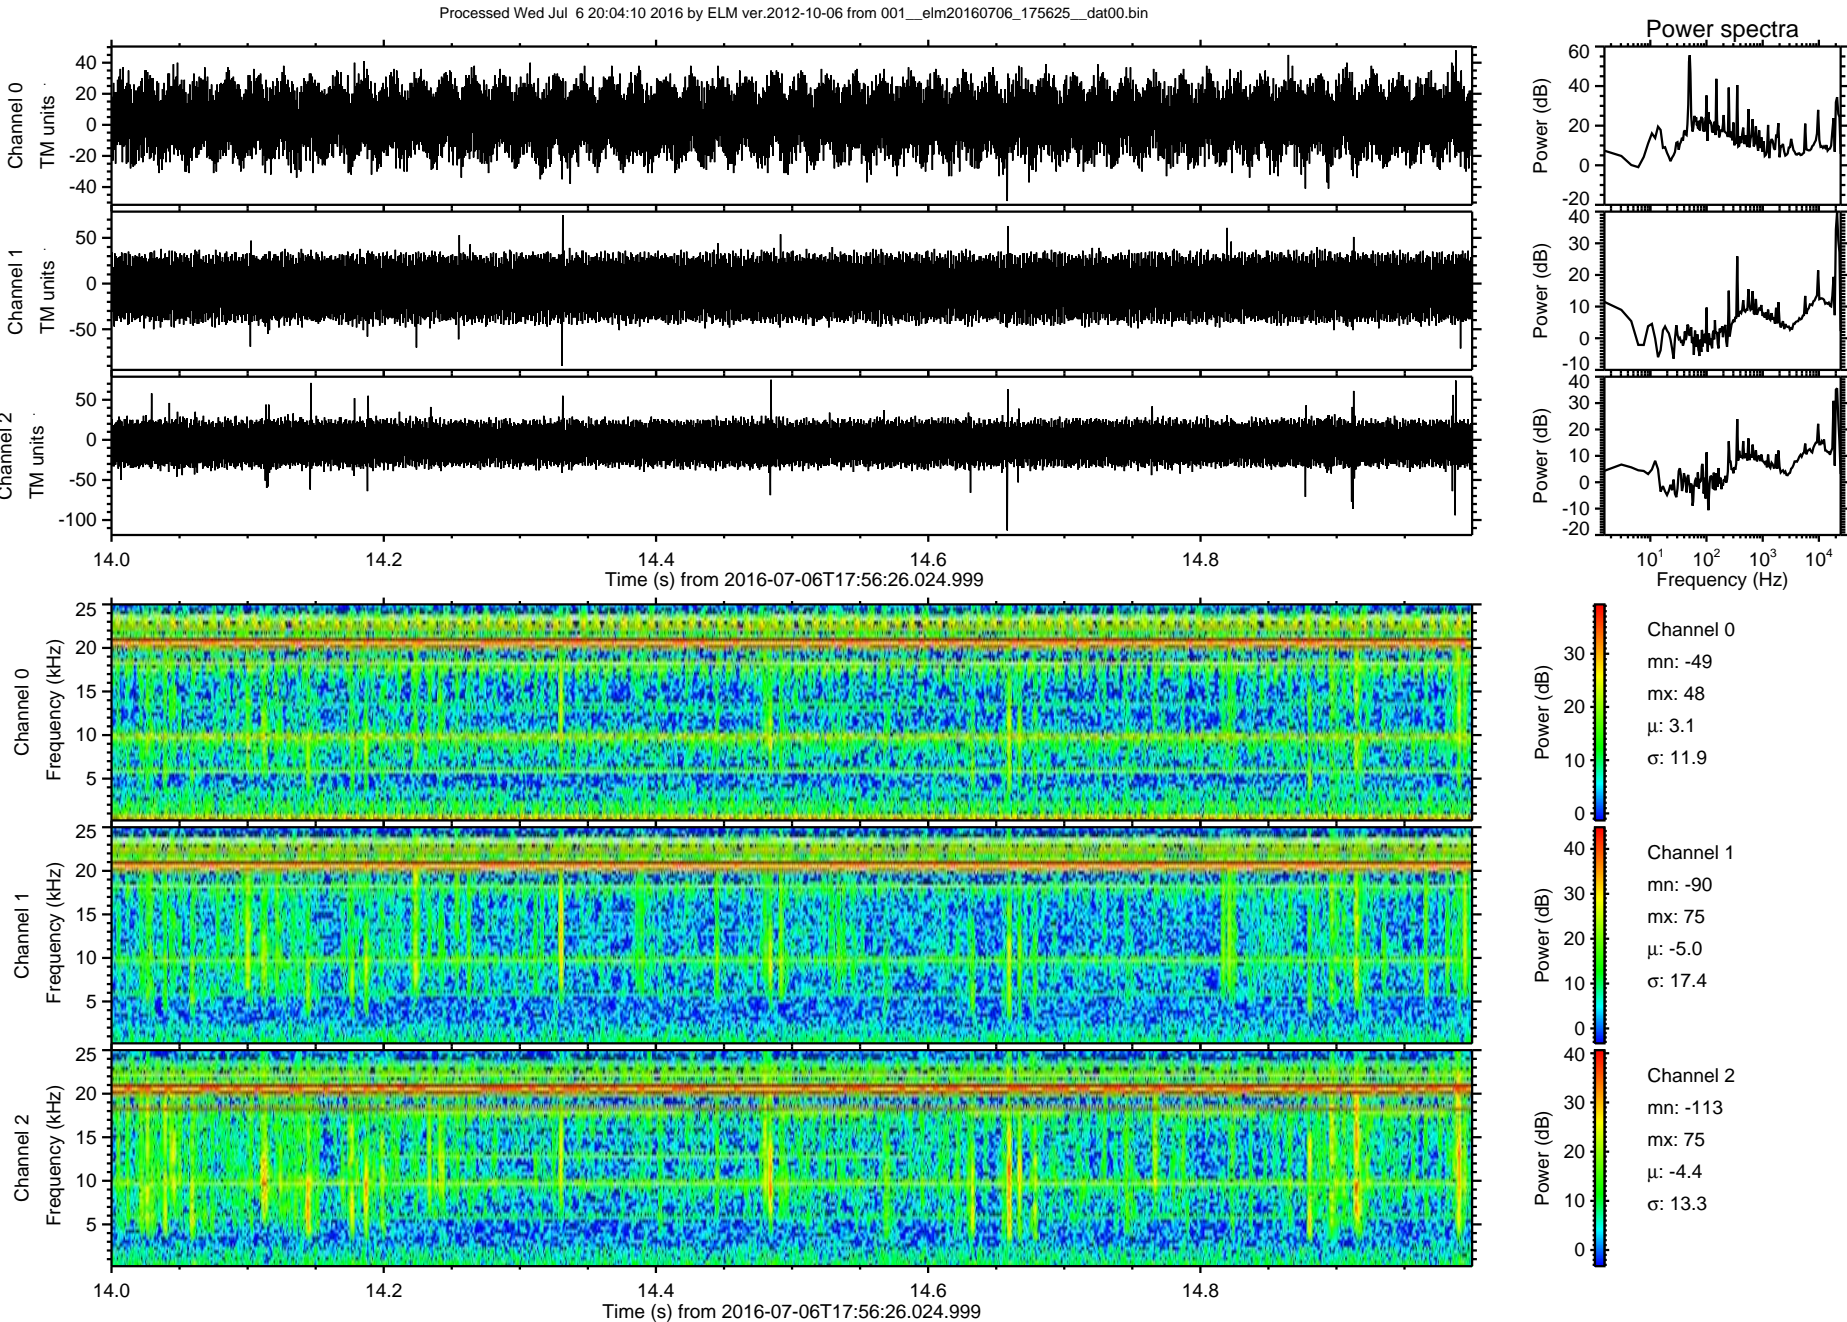 Processed Wed Jul  6 20:04:10 2016 by ELM ver.2012-10-06 from 001__elm20160706_175625__dat00.bin
Power spectra
Channel 0
TM units
40
20
0
-20
-40
Power (dB)
60
40
20
0
-20
Channel 1
TM units
50
0
-50
Power (dB)
40
30
20
10
0
-10
Channel 2
TM units
50
0
-50
-100
Power (dB)
40
30
20
10
0
-10
-20
14.0 14.2 14.4 14.6 14.8
Time (s) from 2016-07-06T17:56:26.024.999
10^1 10^2 10^3 10^4
Frequency (Hz)
Channel 0
Frequency (kHz)
25
20
15
10
5
Power (dB)
30
20
10
0
Channel 0
mn: -49
mx: 48
μ: 3.1
σ: 11.9
Channel 1
Frequency (kHz)
25
20
15
10
5
Power (dB)
40
30
20
10
0
Channel 1
mn: -90
mx: 75
μ: -5.0
σ: 17.4
Channel 2
Frequency (kHz)
25
20
15
10
5
Power (dB)
40
30
20
10
0
Channel 2
mn: -113
mx: 75
μ: -4.4
σ: 13.3
14.0 14.2 14.4 14.6 14.8
Time (s) from 2016-07-06T17:56:26.024.999